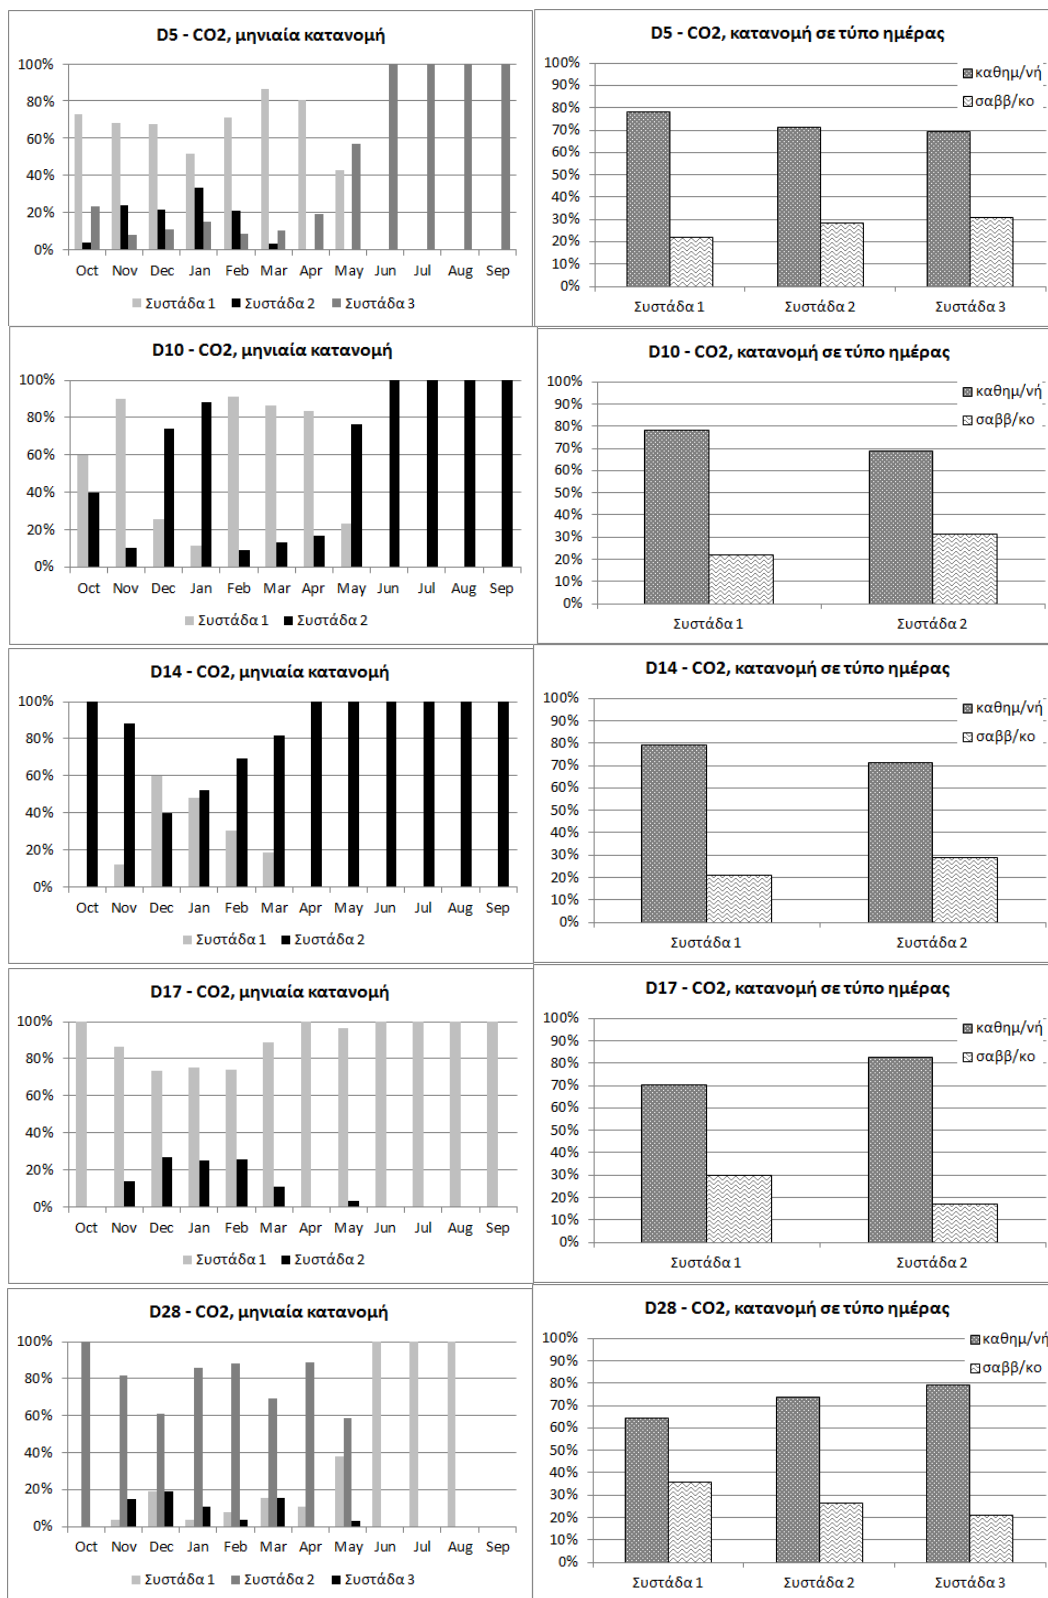 D5 - CO2, μηνιαία κατανομή
100%
80%
60%
40%
20%
0%
Oct Nov Dec Jan Feb Mar Apr May Jun Jul Aug Sep
Συστάδα 1 Συστάδα 2 Συστάδα 3
D5 - CO2, κατανομή σε τύπο ημέρας
100%
90%
80%
70%
60%
50%
40%
30%
20%
10%
0%
καθημ/νή
σαββ/κο
Συστάδα 1 Συστάδα 2 Συστάδα 3
D10 - CO2, μηνιαία κατανομή
100%
80%
60%
40%
20%
0%
Oct Nov Dec Jan Feb Mar Apr May Jun Jul Aug Sep
Συστάδα 1 Συστάδα 2
D10 - CO2, κατανομή σε τύπο ημέρας
100%
90%
80%
70%
60%
50%
40%
30%
20%
10%
0%
καθημ/νή
σαββ/κο
Συστάδα 1 Συστάδα 2
D14 - CO2, μηνιαία κατανομή
100%
80%
60%
40%
20%
0%
Oct Nov Dec Jan Feb Mar Apr May Jun Jul Aug Sep
Συστάδα 1 Συστάδα 2
D14 - CO2, κατανομή σε τύπο ημέρας
100%
90%
80%
70%
60%
50%
40%
30%
20%
10%
0%
καθημ/νή
σαββ/κο
Συστάδα 1 Συστάδα 2
D17 - CO2, μηνιαία κατανομή
100%
80%
60%
40%
20%
0%
Oct Nov Dec Jan Feb Mar Apr May Jun Jul Aug Sep
Συστάδα 1 Συστάδα 2
D17 - CO2, κατανομή σε τύπο ημέρας
100%
90%
80%
70%
60%
50%
40%
30%
20%
10%
0%
καθημ/νή
σαββ/κο
Συστάδα 1 Συστάδα 2
D28 - CO2, μηνιαία κατανομή
100%
80%
60%
40%
20%
0%
Oct Nov Dec Jan Feb Mar Apr May Jun Jul Aug Sep
Συστάδα 1 Συστάδα 2 Συστάδα 3
D28 - CO2, κατανομή σε τύπο ημέρας
100%
90%
80%
70%
60%
50%
40%
30%
20%
10%
0%
καθημ/νή
σαββ/κο
Συστάδα 1 Συστάδα 2 Συστάδα 3